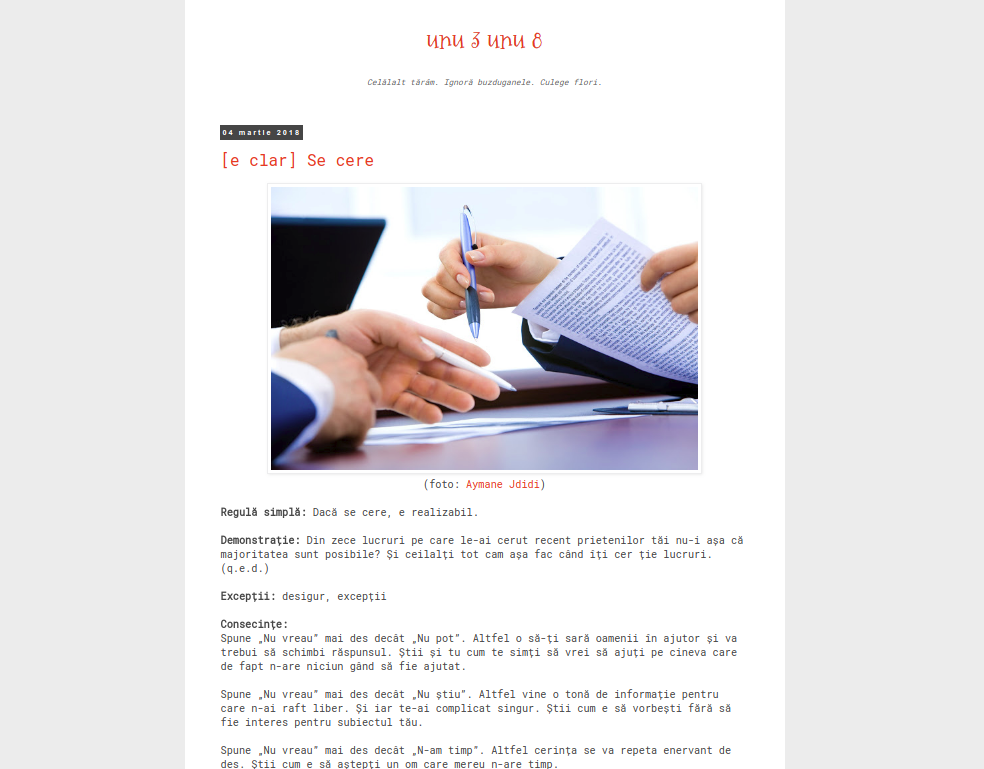 unu 3 unu 8
Celălalt tărâm. Ignoră buzduganele. Culege flori.
04 martie 2018
[e clar] Se cere
(foto: Aymane Jdidi)
Regulă simplă: Dacă se cere, e realizabil.
Demonstrație: Din zece lucruri pe care le-ai cerut recent prietenilor tăi nu-i așa că
majoritatea sunt posibile? Și ceilalți tot cam așa fac când îți cer ție lucruri.
(q.e.d.)
Excepții: desigur, excepții
Consecințe:
Spune „Nu vreau” mai des decât „Nu pot”. Altfel o să-ți sară oamenii în ajutor și va
trebui să schimbi răspunsul. Știi și tu cum te simți să vrei să ajuți pe cineva care
de fapt n-are niciun gând să fie ajutat.
Spune „Nu vreau” mai des decât „Nu știu”. Altfel vine o tonă de informație pentru
care n-ai raft liber. Și iar te-ai complicat singur. Știi cum e să vorbești fără să
fie interes pentru subiectul tău.
Spune „Nu vreau” mai des decât „N-am timp”. Altfel cerința se va repeta enervant de
des. Știi cum e să aștepți un om care mereu n-are timp.